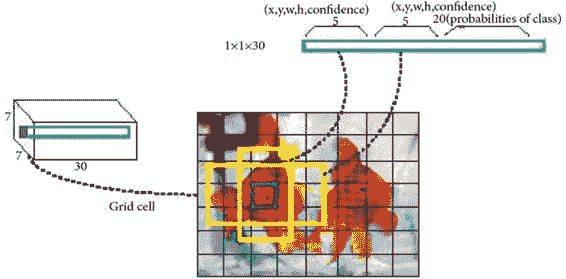 (x,y,w,h,confidence)
(x,y,w,h,confidence)
5
5
20(probabilities of class)
1×1×30
7
7
30
Grid cell